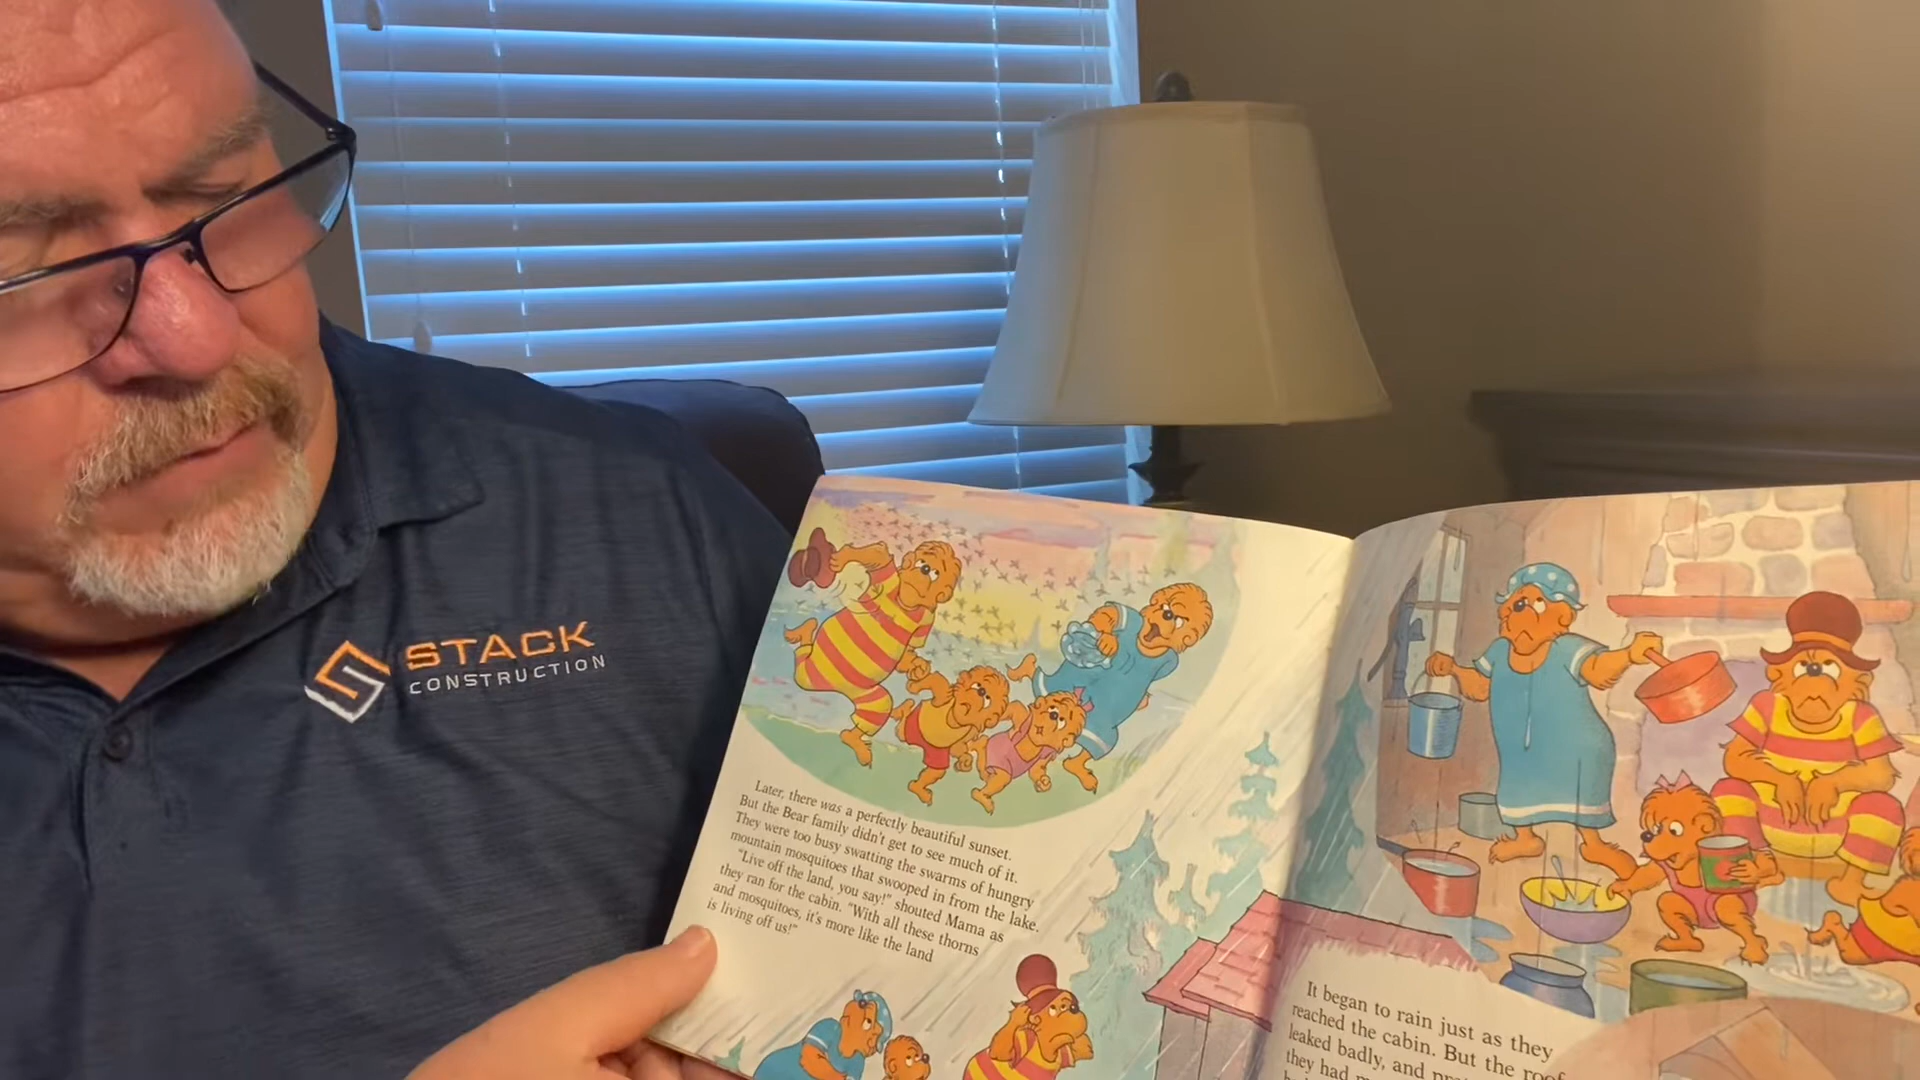 STACK
CONSTRUCTION
Later, there was a perfectly beautiful sunset.
But the Bear family didn't get to see much of it.
They were too busy swatting the swarms of hungry
mountain mosquitoes that swooped in from the lake.
"Live off the land, you say!" shouted Mama as
they ran for the cabin. "With all these thorns
and mosquitoes, it's more like the land
is living off us!"
It began to rain just as they
reached the cabin. But the roof
leaked badly, and
they had